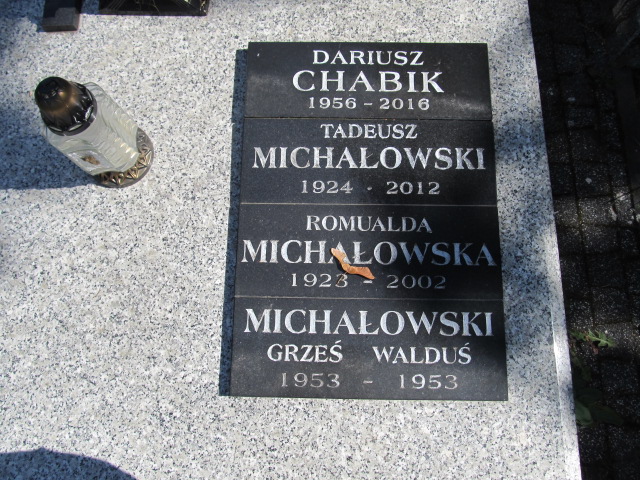 DARIUSZ
CHABIK
1956 - 2016
TADEUSZ
MICHAŁOWSKI
1924 - 2012
ROMUALDA
MICHAŁOWSKA
1923 - 2002
MICHAŁOWSKI
GRZEŚ WALDUŚ
1953 - 1953